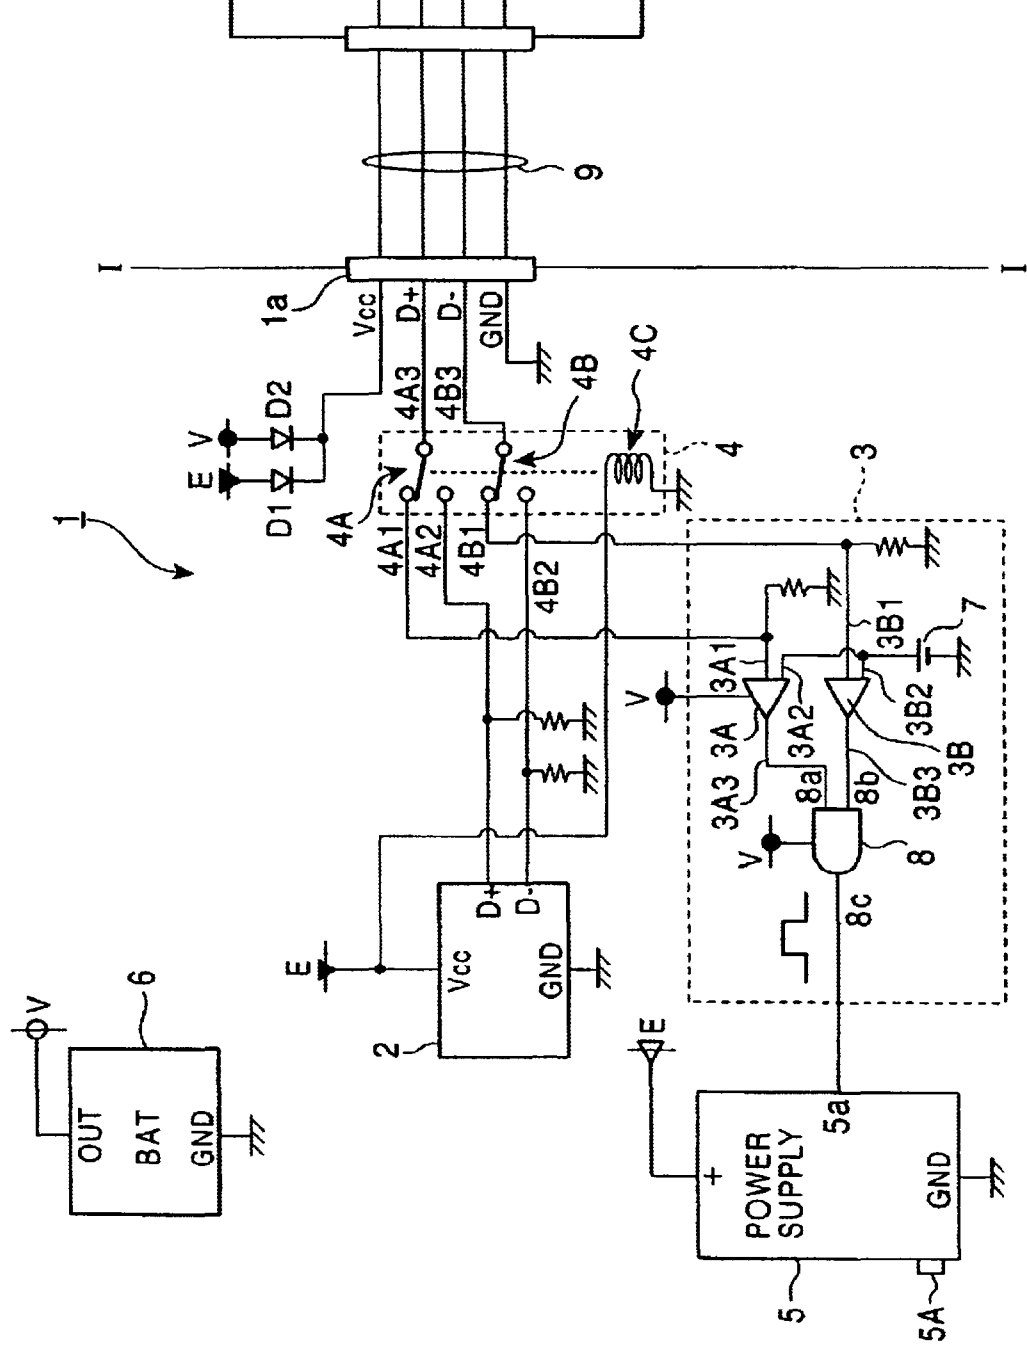 9
I
I
1a
Vcc
D+
D-
GND
V
E
D2
D1
4A3
4B3
4B
4C
4
4A
4A1
4A2
4B1
4B2
1
3
3B1
7
3A1
3A
3A2
3A3
3B2
3B
3B3
V
8a
8b
V
8
8c
E
Vcc
D+
D-
GND
2
V
6
OUT
BAT
GND
E
+
POWER
SUPPLY
5a
GND
5
5A